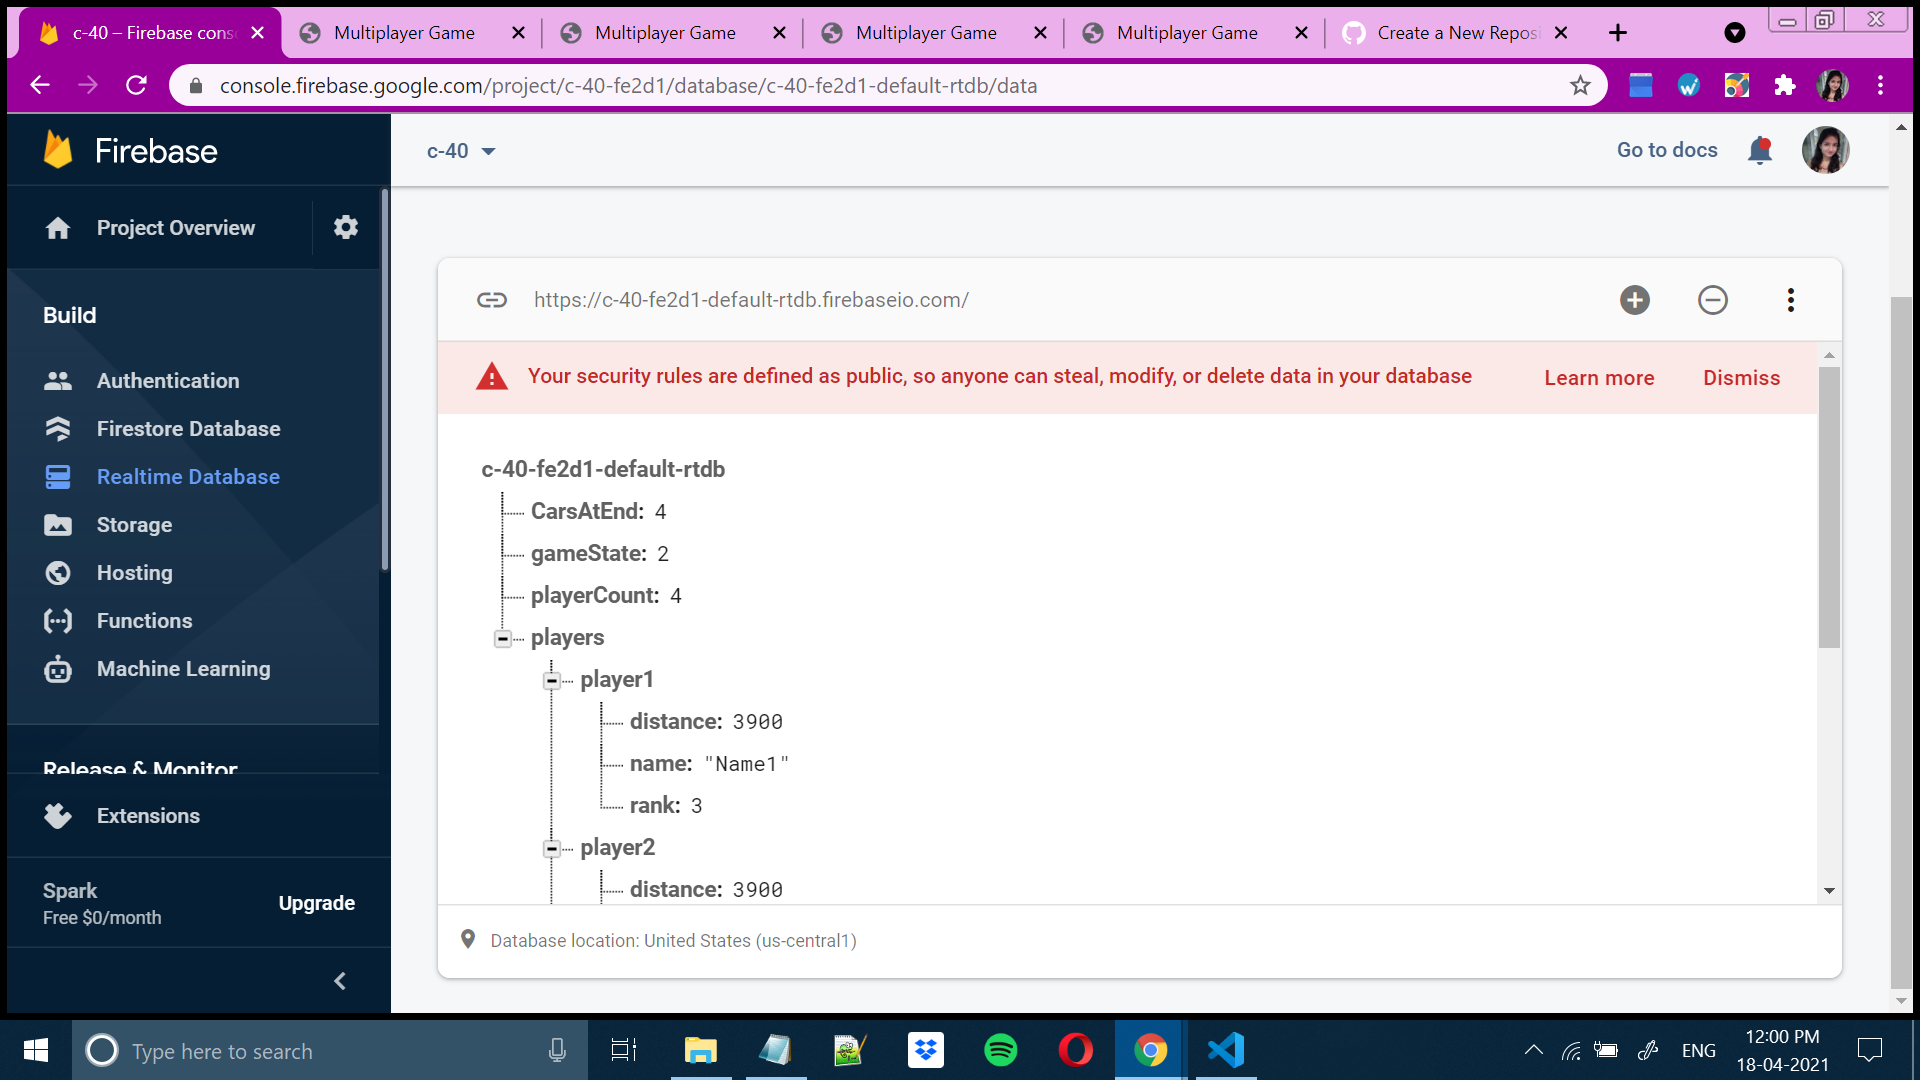 c-40 – Firebase cons
Multiplayer Game
Multiplayer Game
Multiplayer Game
Multiplayer Game
Create a New Reposi
console.firebase.google.com/project/c-40-fe2d1/database/c-40-fe2d1-default-rtdb/data
Firebase
c-40
Go to docs
Project Overview
Build
Authentication
Firestore Database
Realtime Database
Storage
Hosting
Functions
Machine Learning
Release & Monitor
Extensions
Spark
Free $0/month
Upgrade
https://c-40-fe2d1-default-rtdb.firebaseio.com/
Your security rules are defined as public, so anyone can steal, modify, or delete data in your database
Learn more
Dismiss
c-40-fe2d1-default-rtdb
CarsAtEnd: 4
gameState: 2
playerCount: 4
players
player1
distance: 3900
name: "Name1"
rank: 3
player2
distance: 3900
Database location: United States (us-central1)
Type here to search
ENG
12:00 PM
18-04-2021